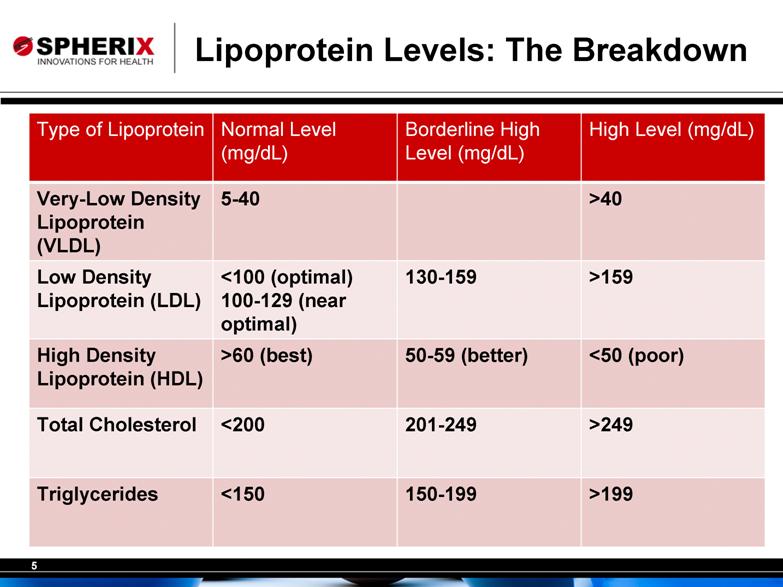 SPHERIX
INNOVATIONS FOR HEALTH
Lipoprotein Levels: The Breakdown
Type of Lipoprotein
Normal Level
(mg/dL)
Borderline High
Level (mg/dL)
High Level (mg/dL)
Very-Low Density
Lipoprotein
(VLDL)
5-40
>40
Low Density
Lipoprotein (LDL)
<100 (optimal)
100-129 (near
optimal)
130-159
>159
High Density
Lipoprotein (HDL)
>60 (best)
50-59 (better)
<50 (poor)
Total Cholesterol
<200
201-249
>249
Triglycerides
<150
150-199
>199
5